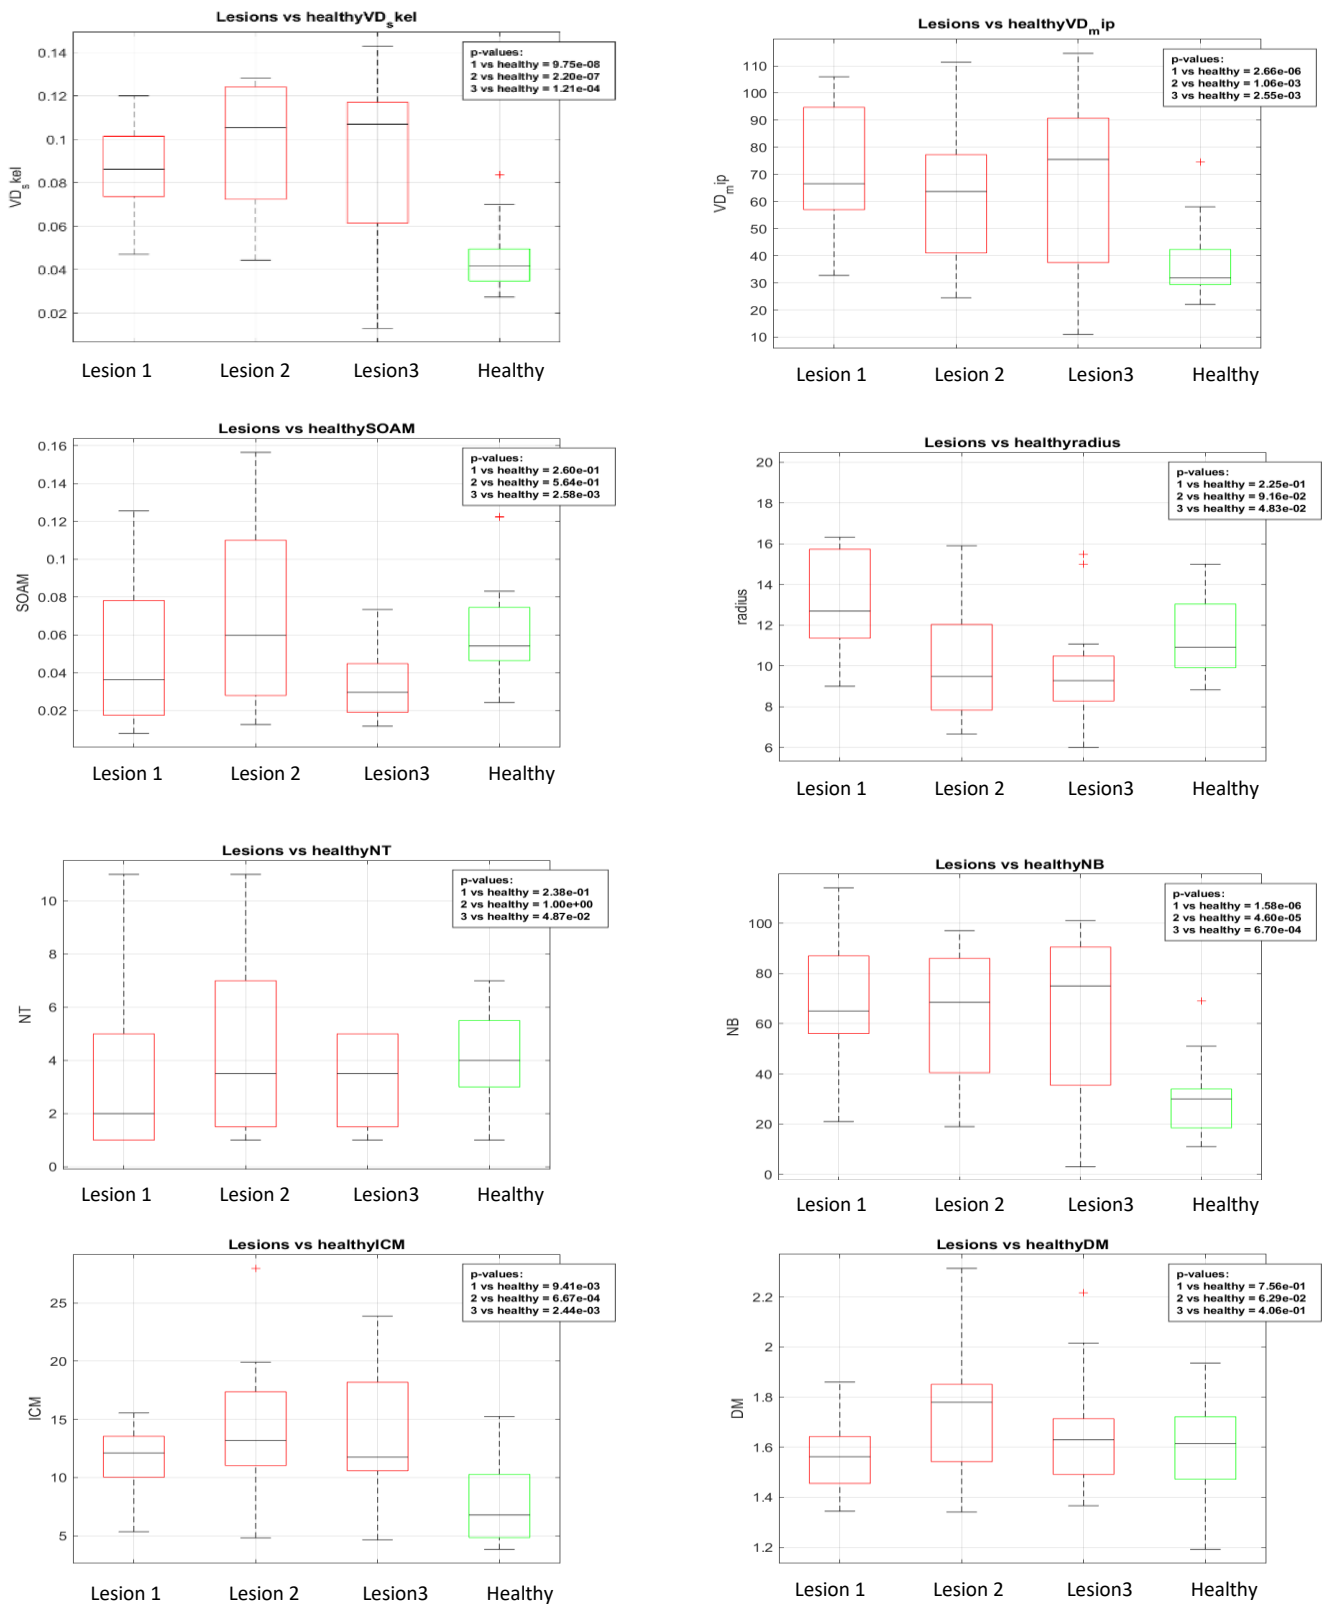 Lesions vs healthyVD_skel
0.14
0.12
0.1
0.08
0.06
0.04
0.02
VD_skel
p-values:
1 vs healthy = 9.75e-08
2 vs healthy = 2.20e-07
3 vs healthy = 1.21e-04
Lesion 1 Lesion 2 Lesion3 Healthy
Lesions vs healthyVD_mip
110
100
90
80
70
60
50
40
30
20
10
VD_mip
p-values:
1 vs healthy = 2.66e-06
2 vs healthy = 1.06e-03
3 vs healthy = 2.55e-03
Lesion 1 Lesion 2 Lesion3 Healthy
Lesions vs healthySOAM
0.16
0.14
0.12
0.1
0.08
0.06
0.04
0.02
SOAM
p-values:
1 vs healthy = 2.60e-01
2 vs healthy = 5.64e-01
3 vs healthy = 2.58e-03
Lesion 1 Lesion 2 Lesion3 Healthy
Lesions vs healthyradius
20
18
16
14
12
10
8
6
radius
p-values:
1 vs healthy = 2.25e-01
2 vs healthy = 9.16e-02
3 vs healthy = 4.83e-02
Lesion 1 Lesion 2 Lesion3 Healthy
Lesions vs healthyNT
10
8
6
4
2
0
NT
p-values:
1 vs healthy = 2.38e-01
2 vs healthy = 1.00e+00
3 vs healthy = 4.87e-02
Lesion 1 Lesion 2 Lesion3 Healthy
Lesions vs healthyNB
100
80
60
40
20
0
NB
p-values:
1 vs healthy = 1.58e-06
2 vs healthy = 4.60e-05
3 vs healthy = 6.70e-04
Lesion 1 Lesion 2 Lesion3 Healthy
Lesions vs healthyICM
25
20
15
10
5
ICM
p-values:
1 vs healthy = 9.41e-03
2 vs healthy = 6.67e-04
3 vs healthy = 2.44e-03
Lesion 1 Lesion 2 Lesion3 Healthy
Lesions vs healthyDM
2.2
2
1.8
1.6
1.4
1.2
DM
p-values:
1 vs healthy = 7.56e-01
2 vs healthy = 6.29e-02
3 vs healthy = 4.06e-01
Lesion 1 Lesion 2 Lesion3 Healthy